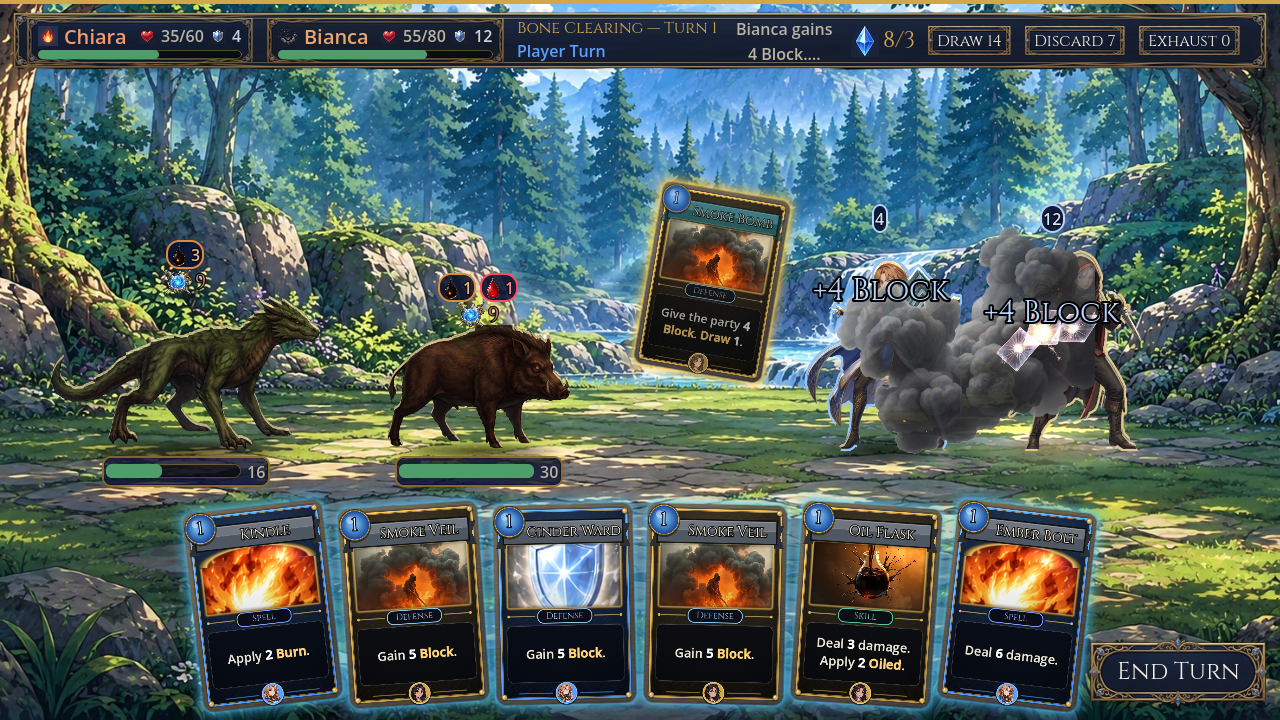 Chiara 35/60 4
Bianca 55/80 12
Bone Clearing — Turn 1
Player Turn
Bianca gains
4 Block....
8/3
Draw 14
Discard 7
Exhaust 0
3
9
1
1
9
4
12
+4 Block
+4 Block
1
Smoke Bomb
Defense
Give the party 4
Block. Draw 1.
16
30
1
Kindle
Spell
Apply 2 Burn.
1
Smoke Veil
Defense
Gain 5 Block.
1
Cinder Ward
Defense
Gain 5 Block.
1
Smoke Veil
Defense
Gain 5 Block.
1
Oil Flask
Skill
Deal 3 damage.
Apply 2 Oiled.
1
Ember Bolt
Spell
Deal 6 damage.
End Turn